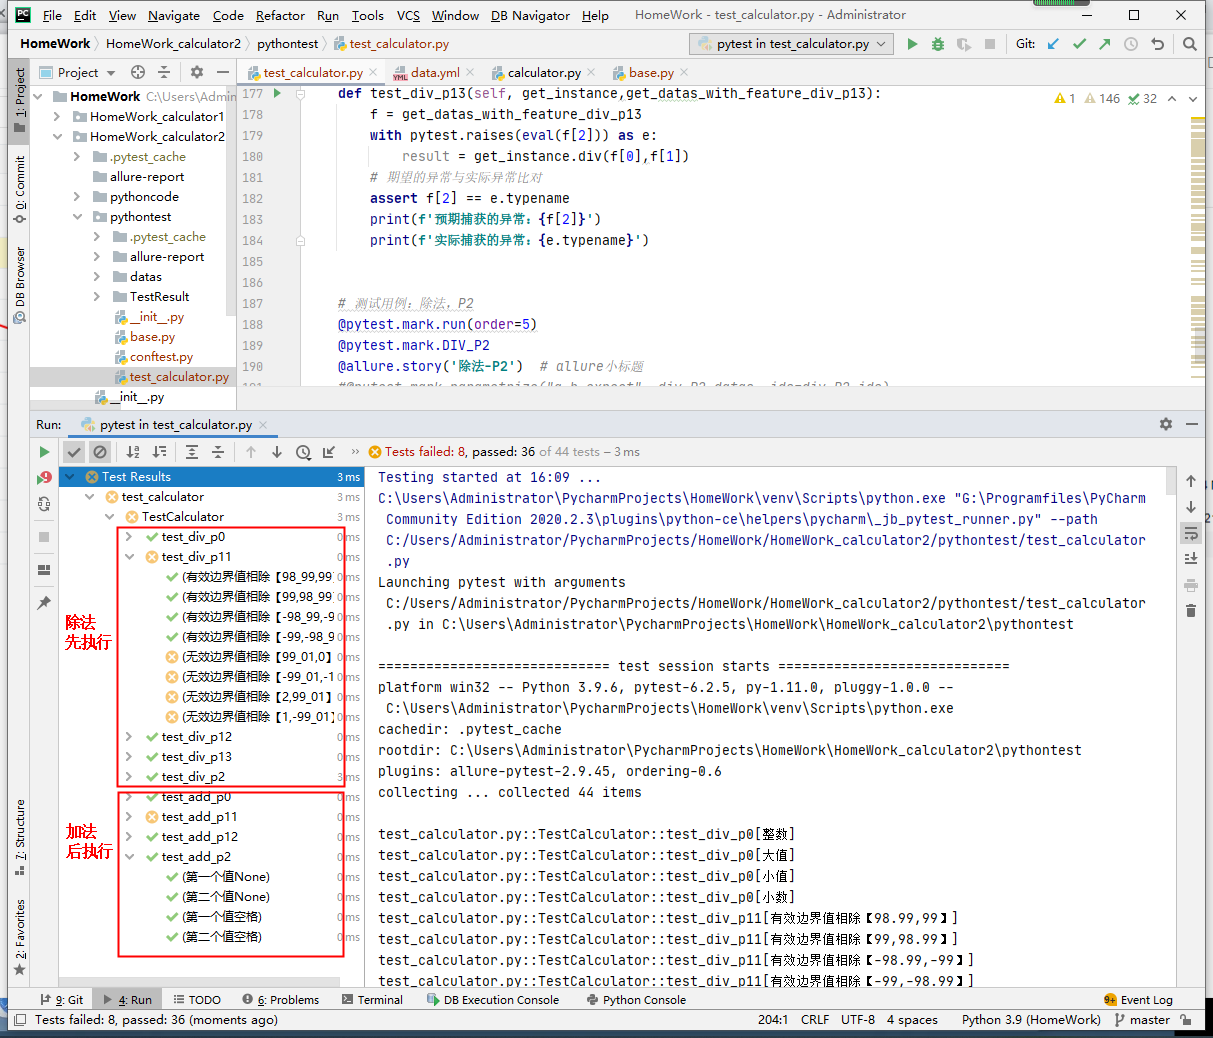 File Edit View Navigate Code Refactor Run Tools VCS Window DB Navigator Help HomeWork - test_calculator.py - Administrator
HomeWork HomeWork_calculator2 pythontest test_calculator.py pytest in test_calculator.py Git:
Project test_calculator.py data.yml calculator.py base.py
1: Project
0: Commit
DB Browser
7: Structure
2: Favorites
HomeWork C:\Users\Admin
HomeWork_calculator1
HomeWork_calculator2
.pytest_cache
allure-report
pythoncode
pythontest
.pytest_cache
allure-report
datas
TestResult
__init__.py
base.py
conftest.py
test_calculator.py
__init__.py
1 146 32
177 def test_div_p13(self, get_instance,get_datas_with_feature_div_p13):
178 f = get_datas_with_feature_div_p13
179 with pytest.raises(eval(f[2])) as e:
180 result = get_instance.div(f[0],f[1])
181 # 期望的异常与实际异常比对
182 assert f[2] == e.typename
183 print(f'预期捕获的异常：{f[2]}')
184 print(f'实际捕获的异常：{e.typename}')
185
186
187 # 测试用例：除法，P2
188 @pytest.mark.run(order=5)
189 @pytest.mark.DIV_P2
190 @allure.story('除法-P2') # allure小标题
Run: pytest in test_calculator.py
Tests failed: 8, passed: 36 of 44 tests – 3 ms
Test Results 3 ms
test_calculator 3 ms
TestCalculator 3 ms
test_div_p0 0 ms
test_div_p11 0 ms
(有效边界值相除【98_99,99】 0 ms
(有效边界值相除【99,98_99】 0 ms
(有效边界值相除【-98_99,-9 0 ms
(有效边界值相除【-99,-98_9 0 ms
(无效边界值相除【99_01,0】 0 ms
(无效边界值相除【-99_01,-1 0 ms
(无效边界值相除【2,99_01】 0 ms
(无效边界值相除【1,-99_01】 0 ms
test_div_p12 0 ms
test_div_p13 0 ms
test_div_p2 3 ms
test_add_p0 0 ms
test_add_p11 0 ms
test_add_p12 0 ms
test_add_p2 0 ms
(第一个值None) 0 ms
(第二个值None) 0 ms
(第一个值空格) 0 ms
(第二个值空格) 0 ms
除法
先执行
加法
后执行
Testing started at 16:09 ...
C:\Users\Administrator\PycharmProjects\HomeWork\venv\Scripts\python.exe "G:\Programfiles\PyCharm
Community Edition 2020.2.3\plugins\python-ce\helpers\pycharm\_jb_pytest_runner.py" --path
C:/Users/Administrator/PycharmProjects/HomeWork/HomeWork_calculator2/pythontest/test_calculator
.py
Launching pytest with arguments
C:/Users/Administrator/PycharmProjects/HomeWork/HomeWork_calculator2/pythontest/test_calculator
.py in C:\Users\Administrator\PycharmProjects\HomeWork\HomeWork_calculator2\pythontest
============================= test session starts =============================
platform win32 -- Python 3.9.6, pytest-6.2.5, py-1.11.0, pluggy-1.0.0 --
C:\Users\Administrator\PycharmProjects\HomeWork\venv\Scripts\python.exe
cachedir: .pytest_cache
rootdir: C:\Users\Administrator\PycharmProjects\HomeWork\HomeWork_calculator2\pythontest
plugins: allure-pytest-2.9.45, ordering-0.6
collecting ... collected 44 items
test_calculator.py::TestCalculator::test_div_p0[整数]
test_calculator.py::TestCalculator::test_div_p0[大值]
test_calculator.py::TestCalculator::test_div_p0[小值]
test_calculator.py::TestCalculator::test_div_p0[小数]
test_calculator.py::TestCalculator::test_div_p11[有效边界值相除【98.99,99】]
test_calculator.py::TestCalculator::test_div_p11[有效边界值相除【99,98.99】]
test_calculator.py::TestCalculator::test_div_p11[有效边界值相除【-98.99,-99】]
test_calculator.py::TestCalculator::test_div_p11[有效边界值相除【-99,-98.99】]
9: Git 4: Run TODO 6: Problems Terminal DB Execution Console Python Console Event Log
Tests failed: 8, passed: 36 (moments ago) 204:1 CRLF UTF-8 4 spaces Python 3.9 (HomeWork) master